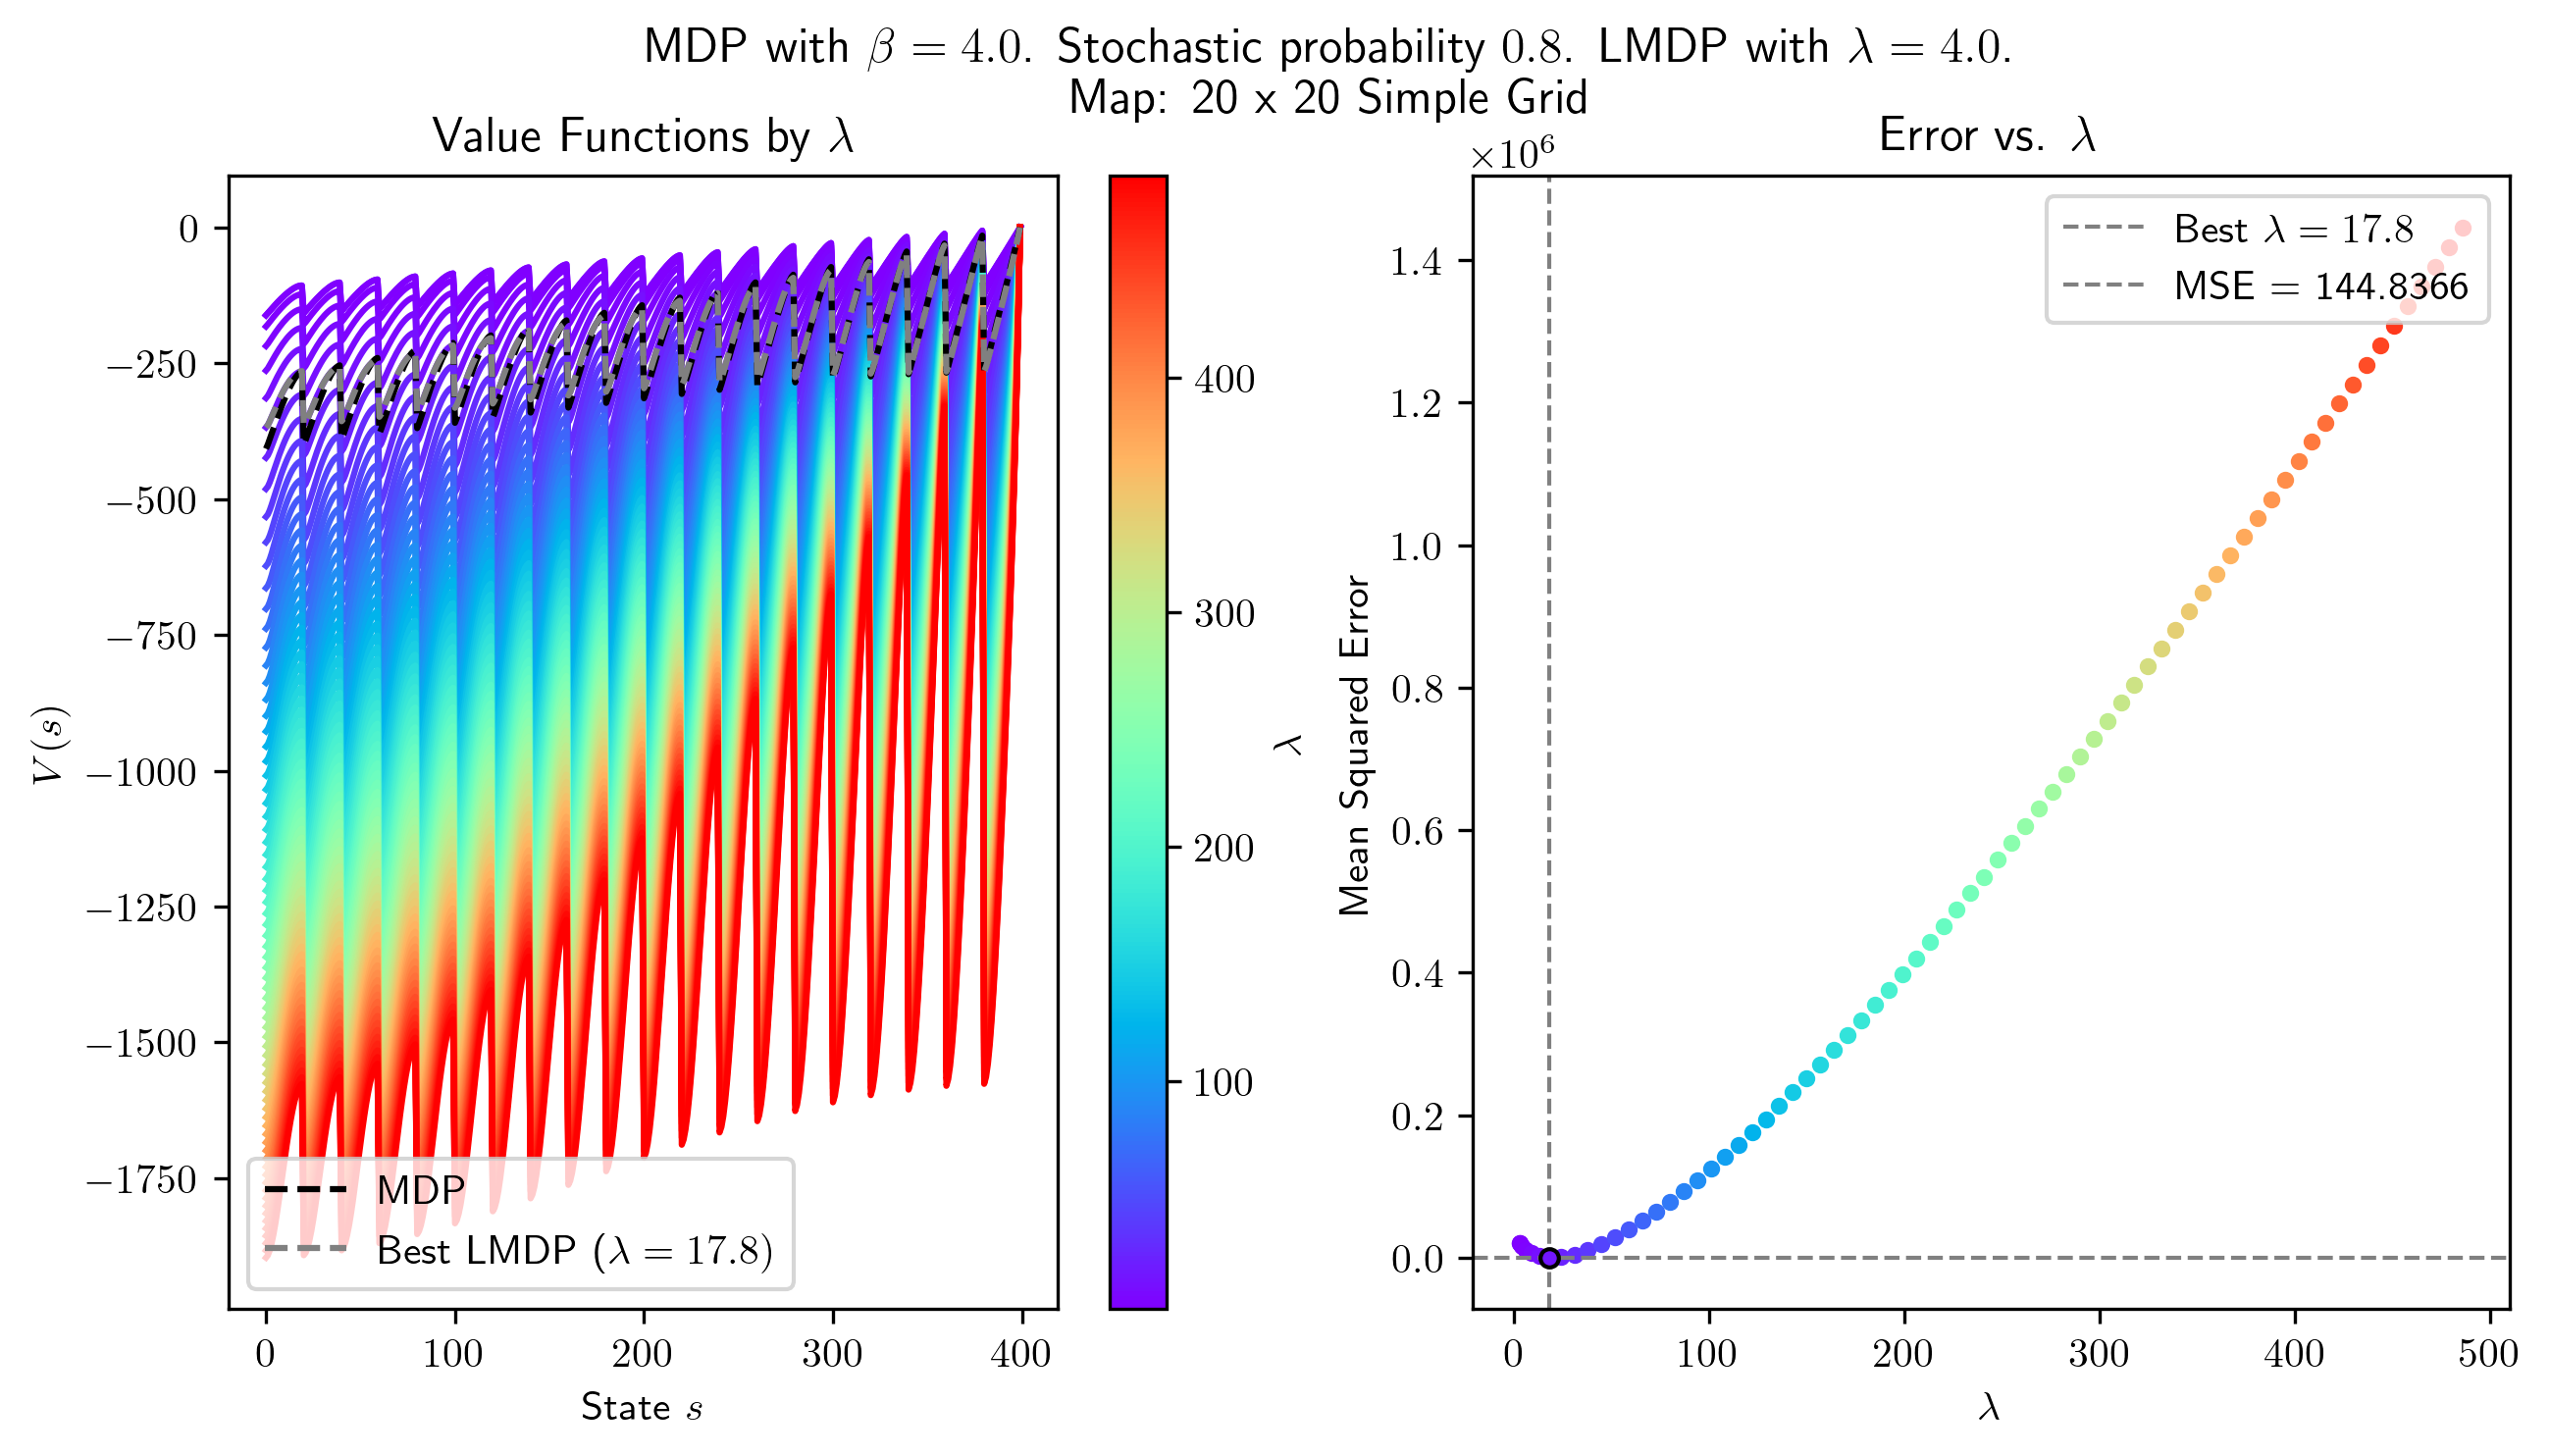 MDP with β = 4.0. Stochastic probability 0.8. LMDP with λ = 4.0.
Map: 20 x 20 Simple Grid
Value Functions by λ
0
−250
−500
−750
−1000
−1250
−1500
−1750
V(s)
MDP
Best LMDP (λ = 17.8)
0
100
200
300
400
State s
400
300
200
100
λ
Error vs. λ
×10⁶
1.4
1.2
1.0
0.8
0.6
0.4
0.2
0.0
Mean Squared Error
Best λ = 17.8
MSE = 144.8366
0
100
200
300
400
500
λ